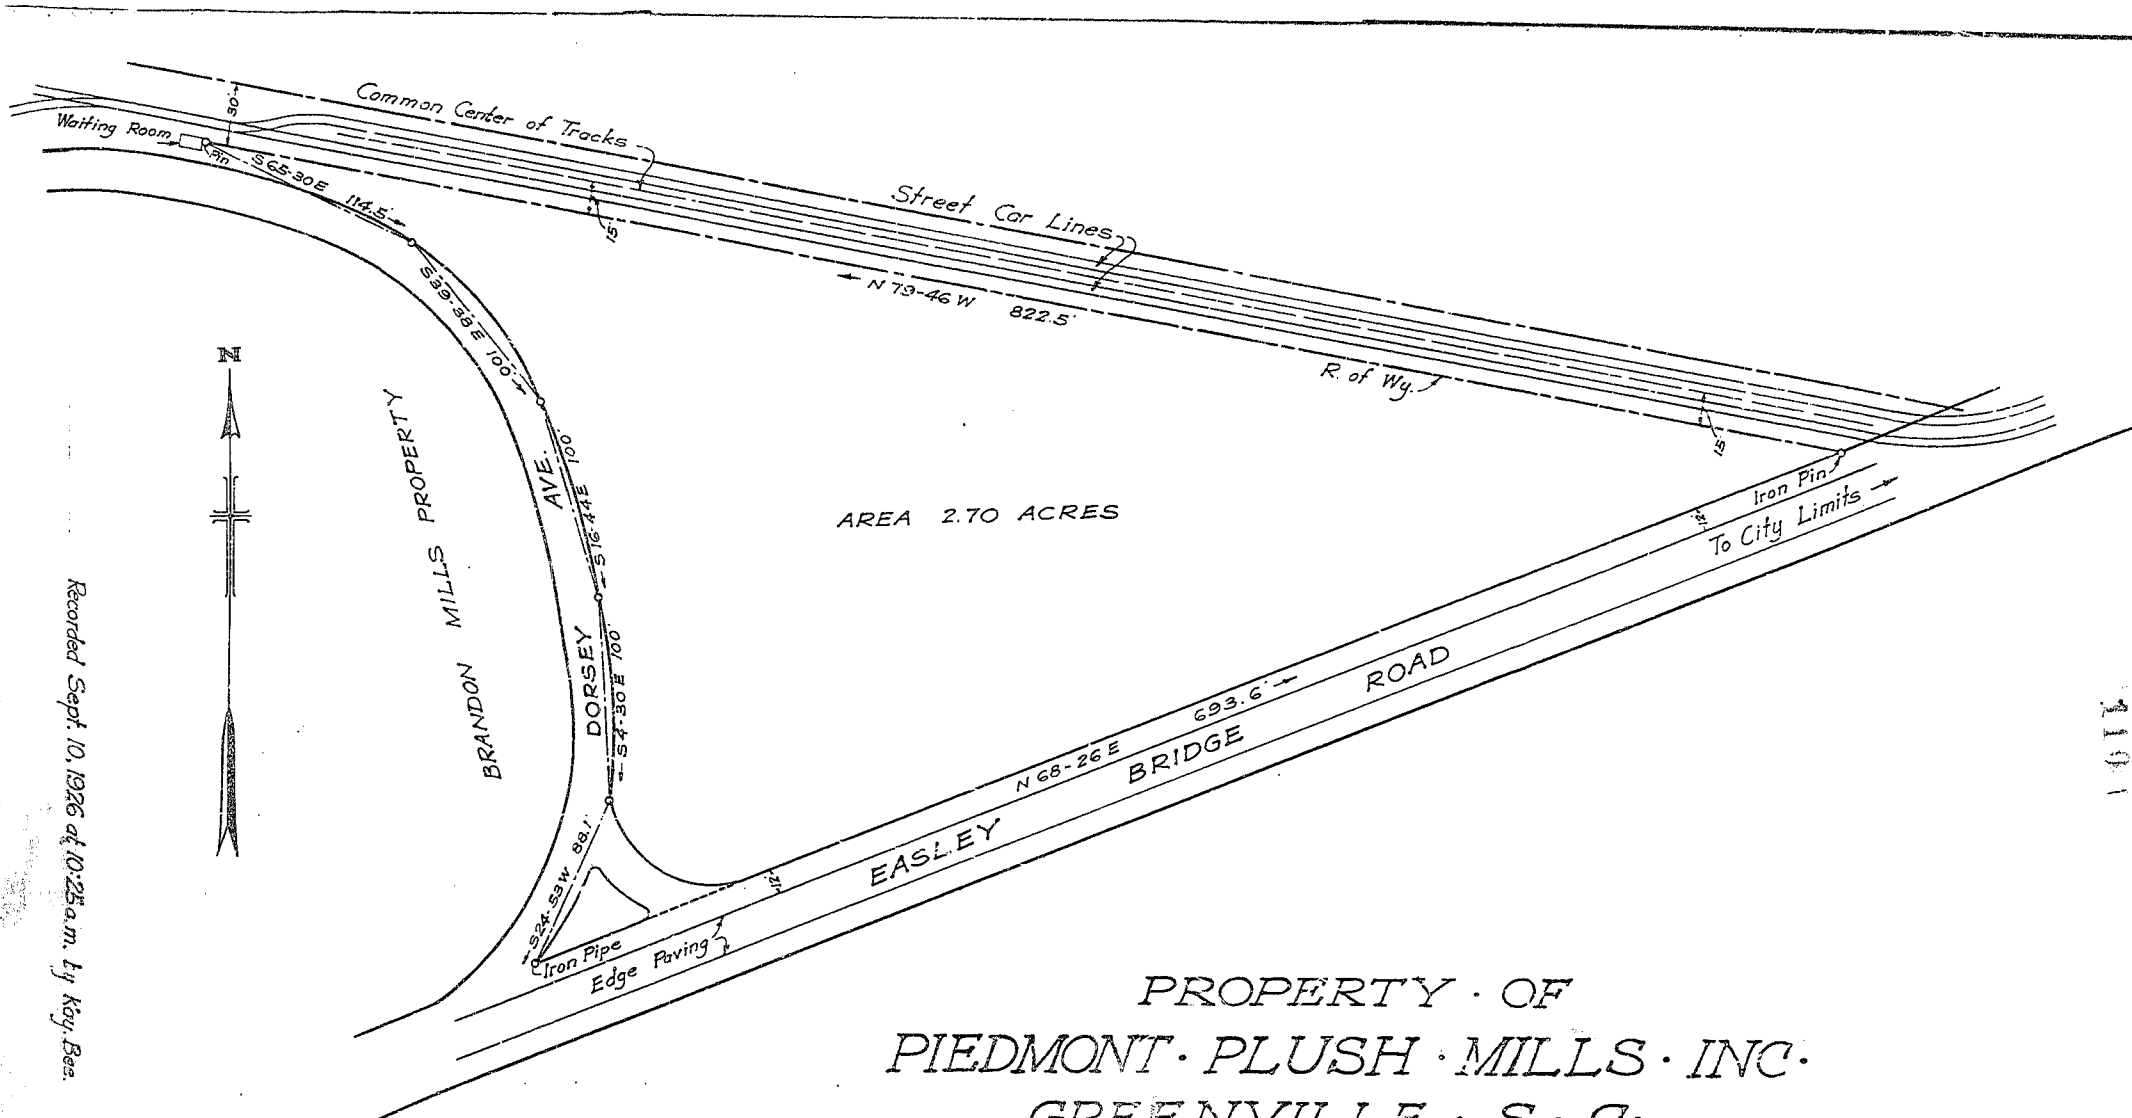 Common Center of Tracks
30'
Waiting Room
Pin
S 65-30 E 114.5'
Street Car Lines
15'
N 79-46 W 822.5'
S 39-38 E 100'
R. of Wy.
15'
N
BRANDON MILLS PROPERTY
DORSEY AVE.
S 16-44 E 100'
AREA 2.70 ACRES
Iron Pin
12'
To City Limits
S 4-30 E 100'
N 68-26 E 693.6'
EASLEY BRIDGE ROAD
S 24-53 W 88.1'
12'
Iron Pipe
Edge Paving
Recorded Sept. 10, 1926 at 10:25 a.m. by Kay. Bee.
PROPERTY · OF
PIEDMONT · PLUSH · MILLS · INC ·
GREENVILLE · S · C ·